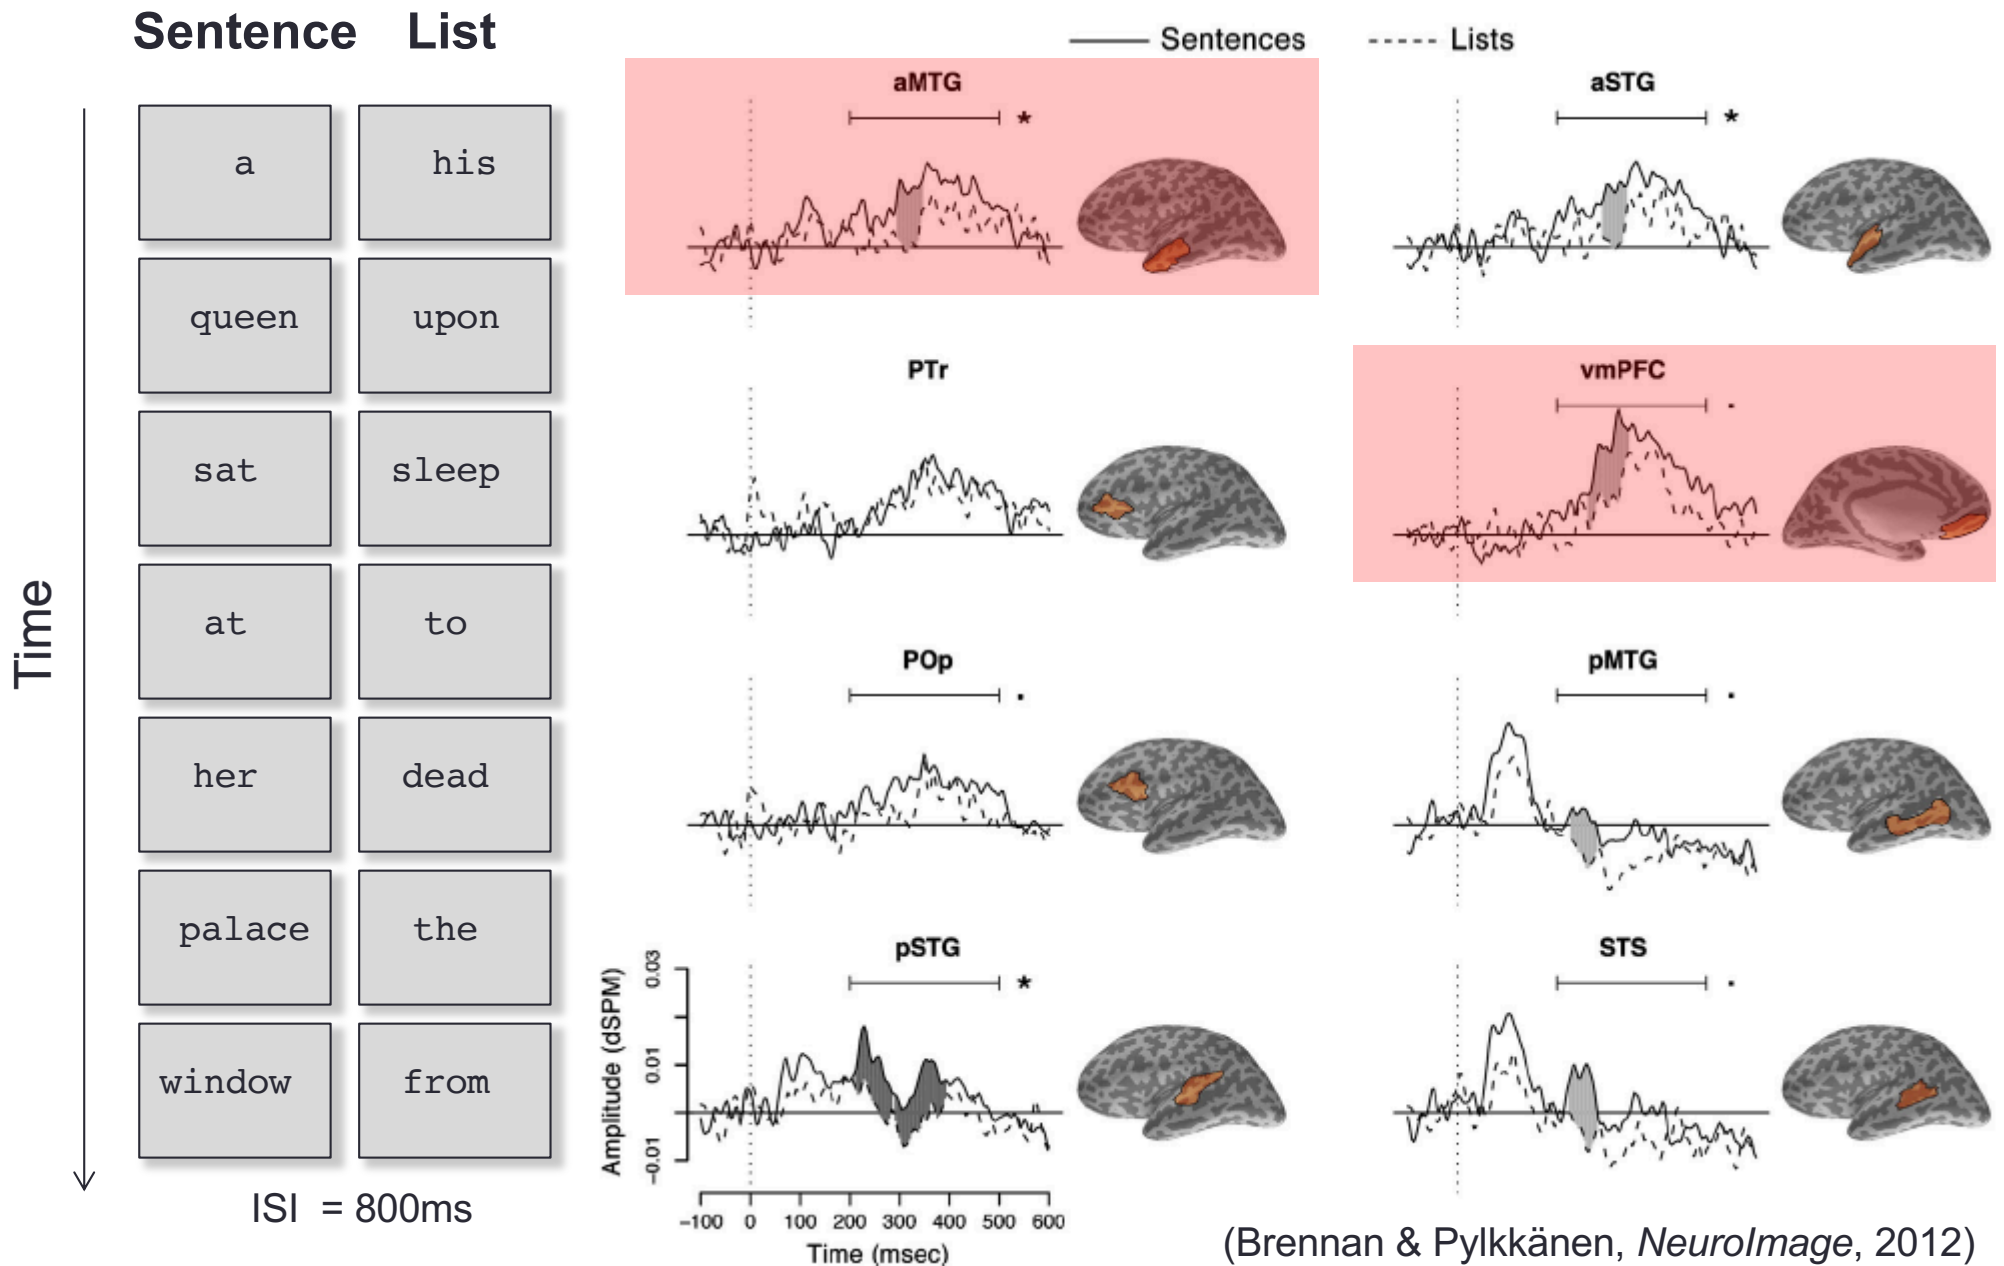 Sentence List
Time
a his
queen upon
sat sleep
at to
her dead
palace the
window from
ISI = 800ms
Sentences Lists
aMTG
*
aSTG
*
PTr
vmPFC
.
POp
.
pMTG
.
pSTG
*
STS
.
Amplitude (dSPM)
0.03
0.01
-0.01
-100 0 100 200 300 400 500 600
Time (msec)
(Brennan & Pylkkänen, NeuroImage, 2012)